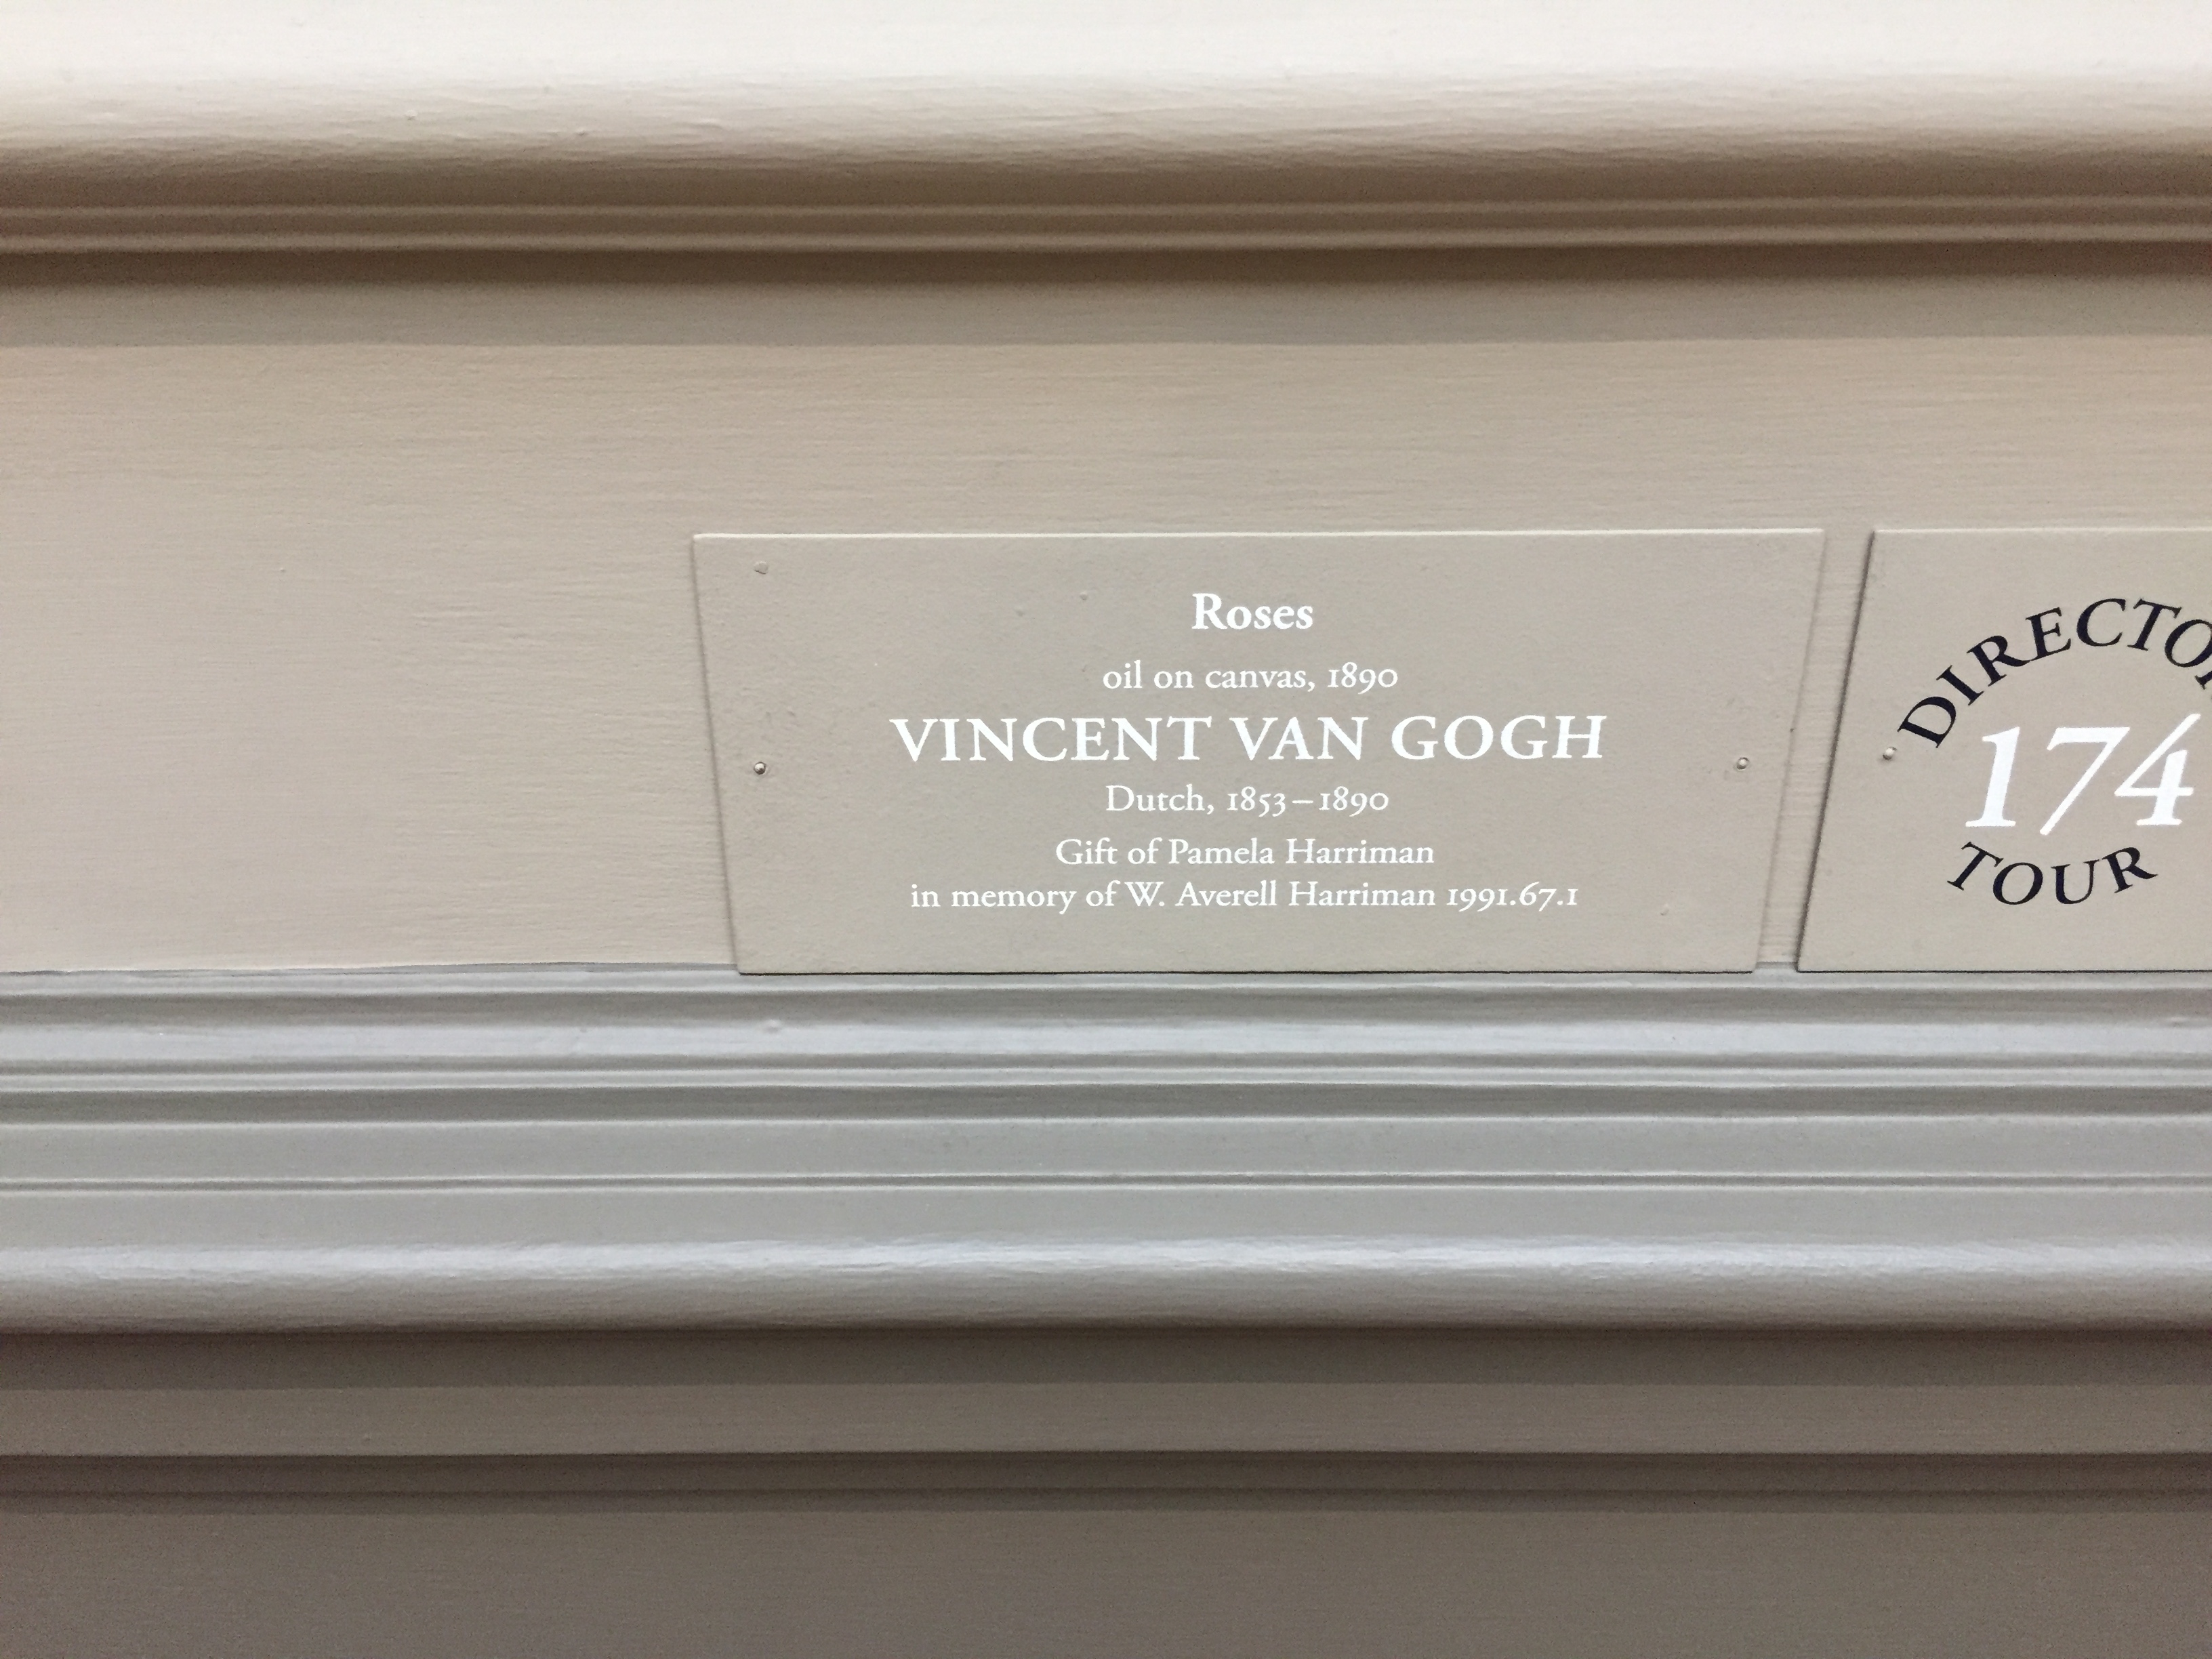 Roses
oil on canvas, 1890
VINCENT VAN GOGH
Dutch, 1853–1890
Gift of Pamela Harriman
in memory of W. Averell Harriman 1991.67.1
174
TOUR